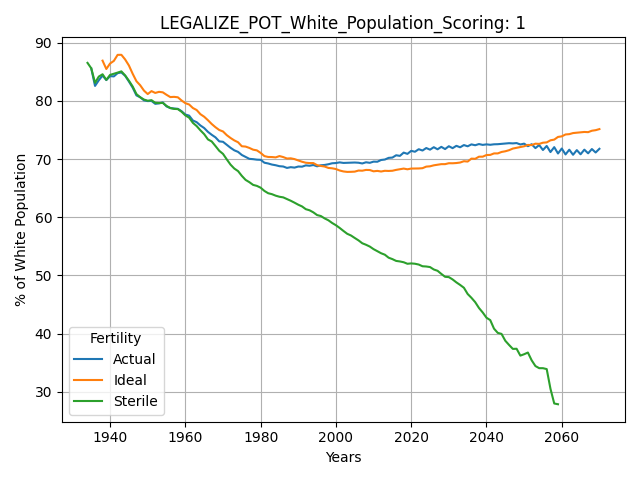 LEGALIZE_POT_White_Population_Scoring: 1
% of White Population
90
80
70
60
50
40
30
Fertility
Actual
Ideal
Sterile
1940 1960 1980 2000 2020 2040 2060
Years